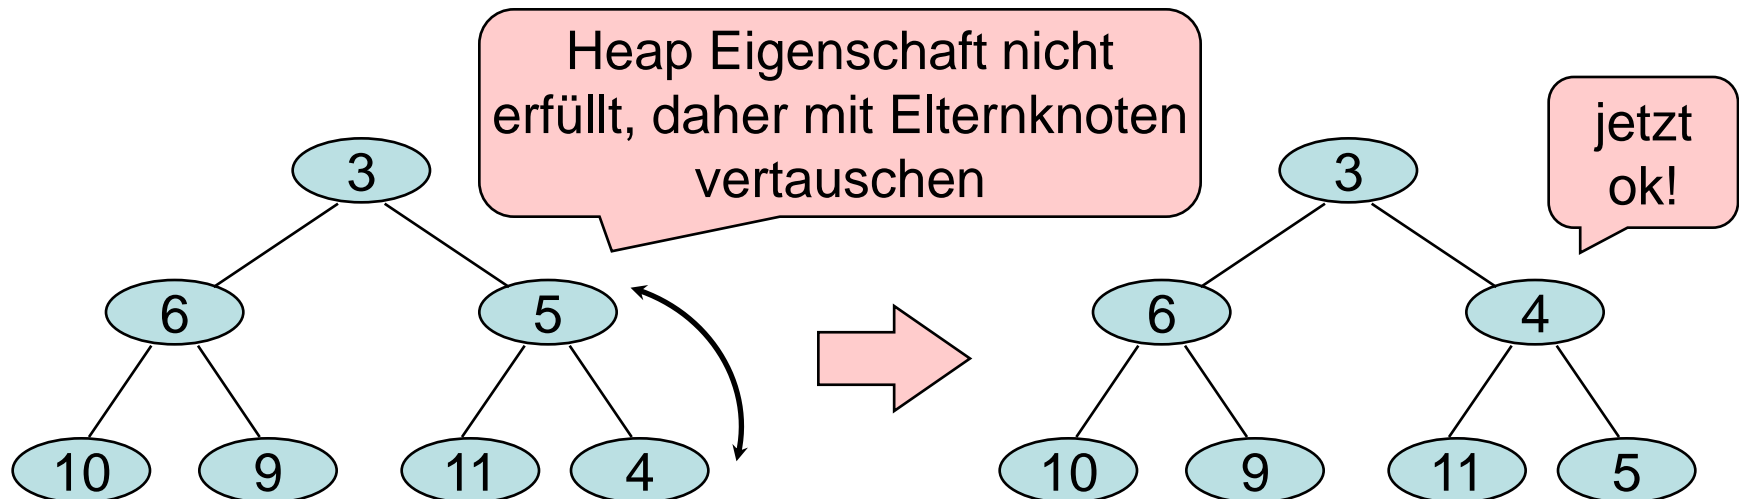 Heap Eigenschaft nicht
erfüllt, daher mit Elternknoten
vertauschen
jetzt
ok!
3
6
5
10
9
11
4
3
6
4
10
9
11
5